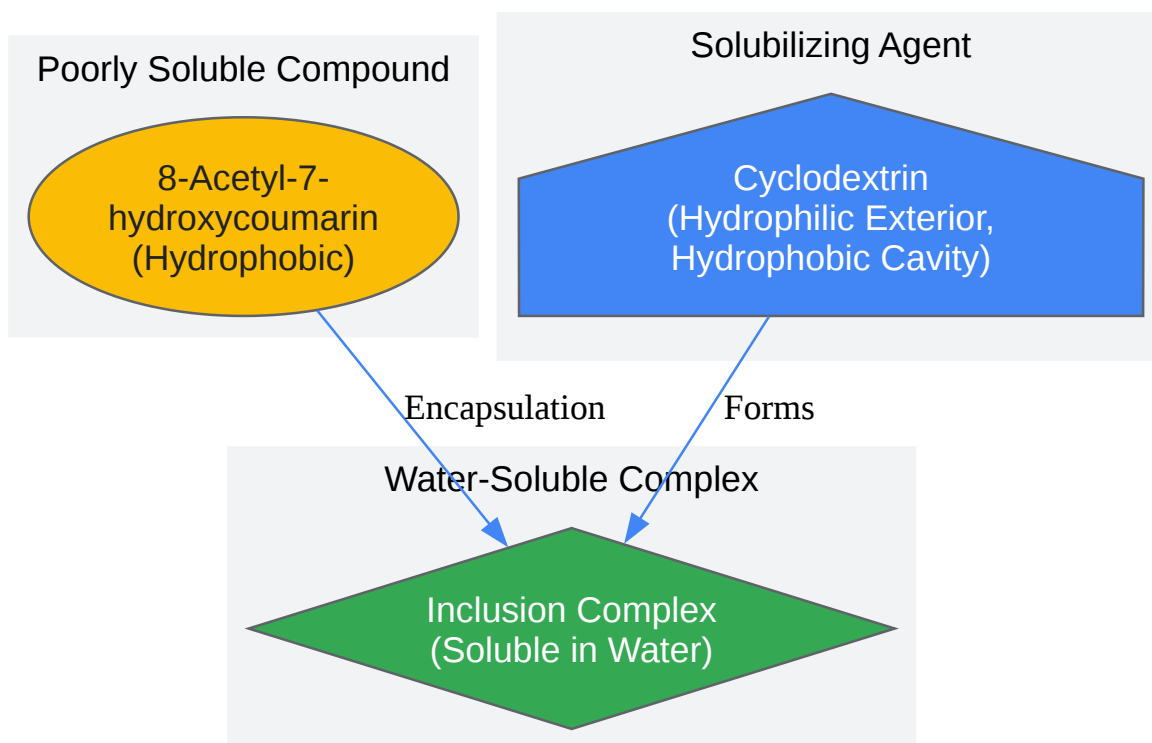 Poorly Soluble Compound
8-Acetyl-7-
hydroxycoumarin
(Hydrophobic)
Solubilizing Agent
Cyclodextrin
(Hydrophilic Exterior,
Hydrophobic Cavity)
Encapsulation
Forms
Water-Soluble Complex
Inclusion Complex
(Soluble in Water)